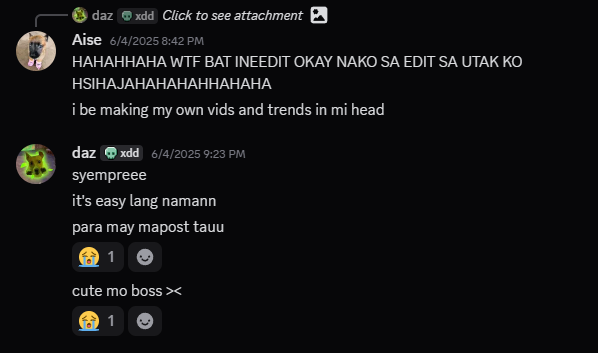 daz xdd Click to see attachment
Aise 6/4/2025 8:42 PM
HAHAHHAHA WTF BAT INEEDIT OKAY NAKO SA EDIT SA UTAK KO
HSIHAJAHAHAHAHHAHAHA
i be making my own vids and trends in mi head
daz xdd 6/4/2025 9:23 PM
syempreee
it's easy lang namann
para may mapost tauu
1
cute mo boss ><
1